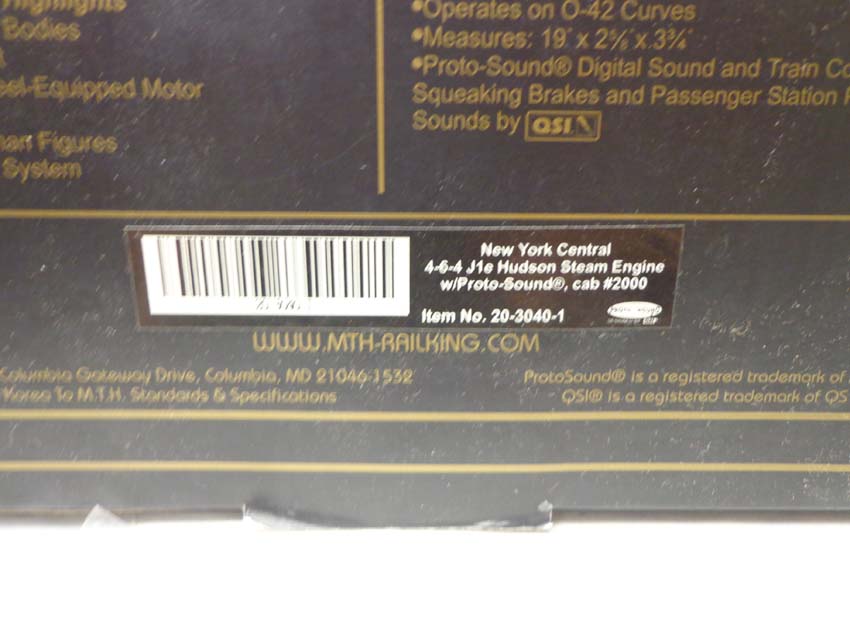 Highlights
Bodies
eel-Equipped Motor
man Figures
System
•Operates on O-42 Curves
•Measures: 19" x 2⅝" x 3¾"
•Proto-Sound® Digital Sound and Train Co
Squeaking Brakes and Passenger Station
Sounds by QSI
New York Central
4-6-4 J1e Hudson Steam Engine
w/Proto-Sound®, cab #2000
Item No. 20-3040-1
WWW.MTH-RAILKING.COM
Columbia Gateway Drive, Columbia, MD 21046-1532
Korea To M.T.H. Standards & Specifications
ProtoSound® is a registered trademark of
QSI® is a registered trademark of QS